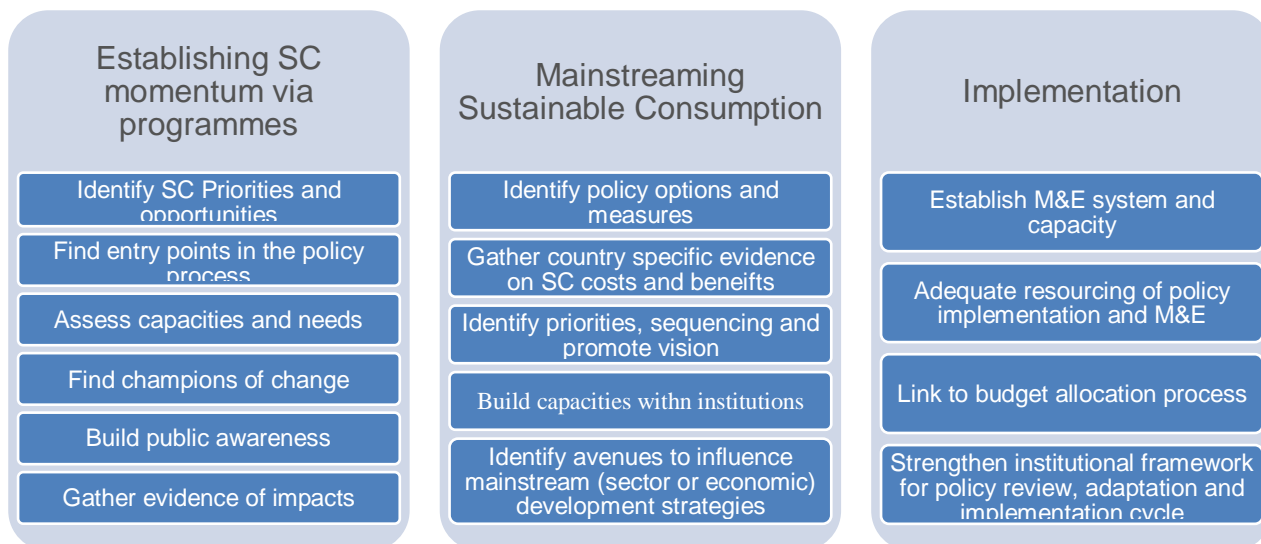 Establishing SC
momentum via
programmes
Identify SC Priorities and
opportunities
Find entry points in the policy
process
Assess capacities and needs
Find champions of change
Build public awareness
Gather evidence of impacts
Mainstreaming
Sustainable Consumption
Identify policy options and
measures
Gather country specific evidence
on SC costs and beneifts
Identify priorities, sequencing and
promote vision
Build capacities withn institutions
Identify avenues to influence
mainstream (sector or economic)
development strategies
Implementation
Establish M&E system and
capacity
Adequate resourcing of policy
implementation and M&E
Link to budget allocation process
Strengthen institutional framework
for policy review, adaptation and
implementation cycle